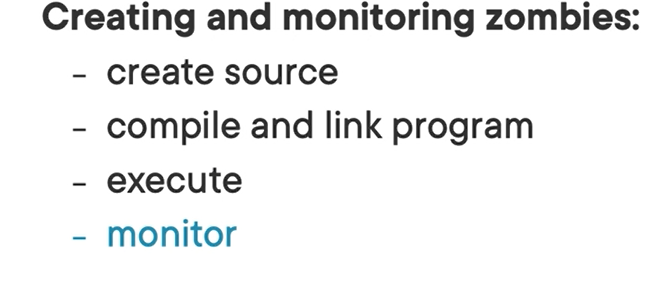 Creating and monitoring zombies:
- create source
- compile and link program
- execute
- monitor